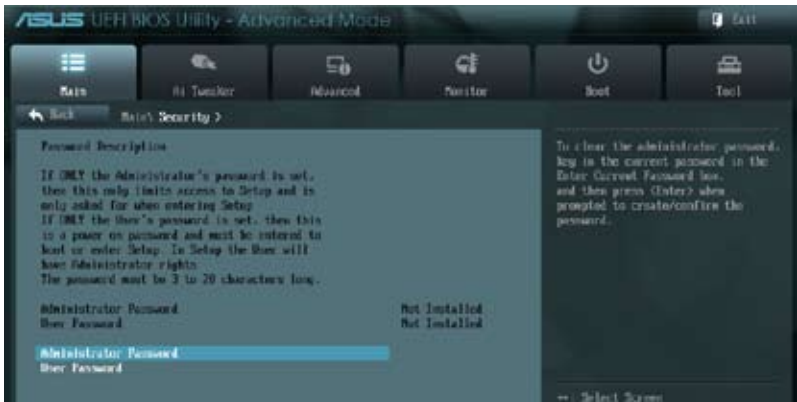 ASUS UEFI BIOS Utility - Advanced Mode
Exit
Main
Ai Tweaker
Advanced
Monitor
Boot
Tool
Back
Main\ Security >
Password Description
If ONLY the Administrator's password is set,
then this only limits access to Setup and is
only asked for when entering Setup
If ONLY the User's password is set, then this
is a power on password and must be entered to
boot or enter Setup. In Setup the User will
have Administrator rights
The password must be 3 to 20 characters long.
Administrator Password
Not Installed
User Password
Not Installed
Administrator Password
User Password
To clear the administrator password,
key in the current password in the
Enter Current Password box,
and then press <Enter> when
prompted to create/confirm the
password.
Select Screen